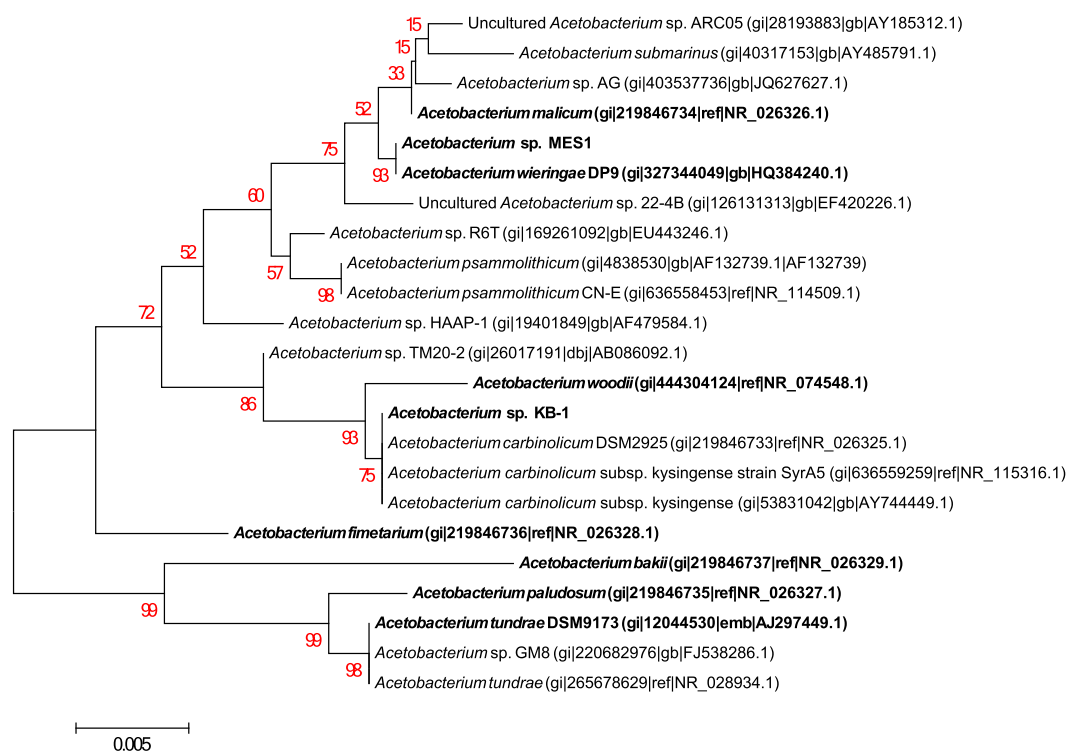 15
Uncultured Acetobacterium sp. ARC05 (gi|28193883|gb|AY185312.1)
15
Acetobacterium submarinus (gi|40317153|gb|AY485791.1)
33
Acetobacterium sp. AG (gi|403537736|gb|JQ627627.1)
52
Acetobacterium malicum (gi|219846734|ref|NR_026326.1)
75
Acetobacterium sp. MES1
93
Acetobacterium wieringae DP9 (gi|327344049|gb|HQ384240.1)
60
Uncultured Acetobacterium sp. 22-4B (gi|126131313|gb|EF420226.1)
Acetobacterium sp. R6T (gi|169261092|gb|EU443246.1)
52
57
Acetobacterium psammolithicum (gi|4838530|gb|AF132739.1|AF132739)
98
Acetobacterium psammolithicum CN-E (gi|636558453|ref|NR_114509.1)
72
Acetobacterium sp. HAAP-1 (gi|19401849|gb|AF479584.1)
Acetobacterium sp. TM20-2 (gi|26017191|dbj|AB086092.1)
Acetobacterium woodii (gi|444304124|ref|NR_074548.1)
86
Acetobacterium sp. KB-1
93
Acetobacterium carbinolicum DSM2925 (gi|219846733|ref|NR_026325.1)
75
Acetobacterium carbinolicum subsp. kysingense strain SyrA5 (gi|636559259|ref|NR_115316.1)
Acetobacterium carbinolicum subsp. kysingense (gi|53831042|gb|AY744449.1)
Acetobacterium fimetarium (gi|219846736|ref|NR_026328.1)
Acetobacterium bakii (gi|219846737|ref|NR_026329.1)
99
Acetobacterium paludosum (gi|219846735|ref|NR_026327.1)
99
Acetobacterium tundrae DSM9173 (gi|12044530|emb|AJ297449.1)
Acetobacterium sp. GM8 (gi|220682976|gb|FJ538286.1)
98
Acetobacterium tundrae (gi|265678629|ref|NR_028934.1)
0.005